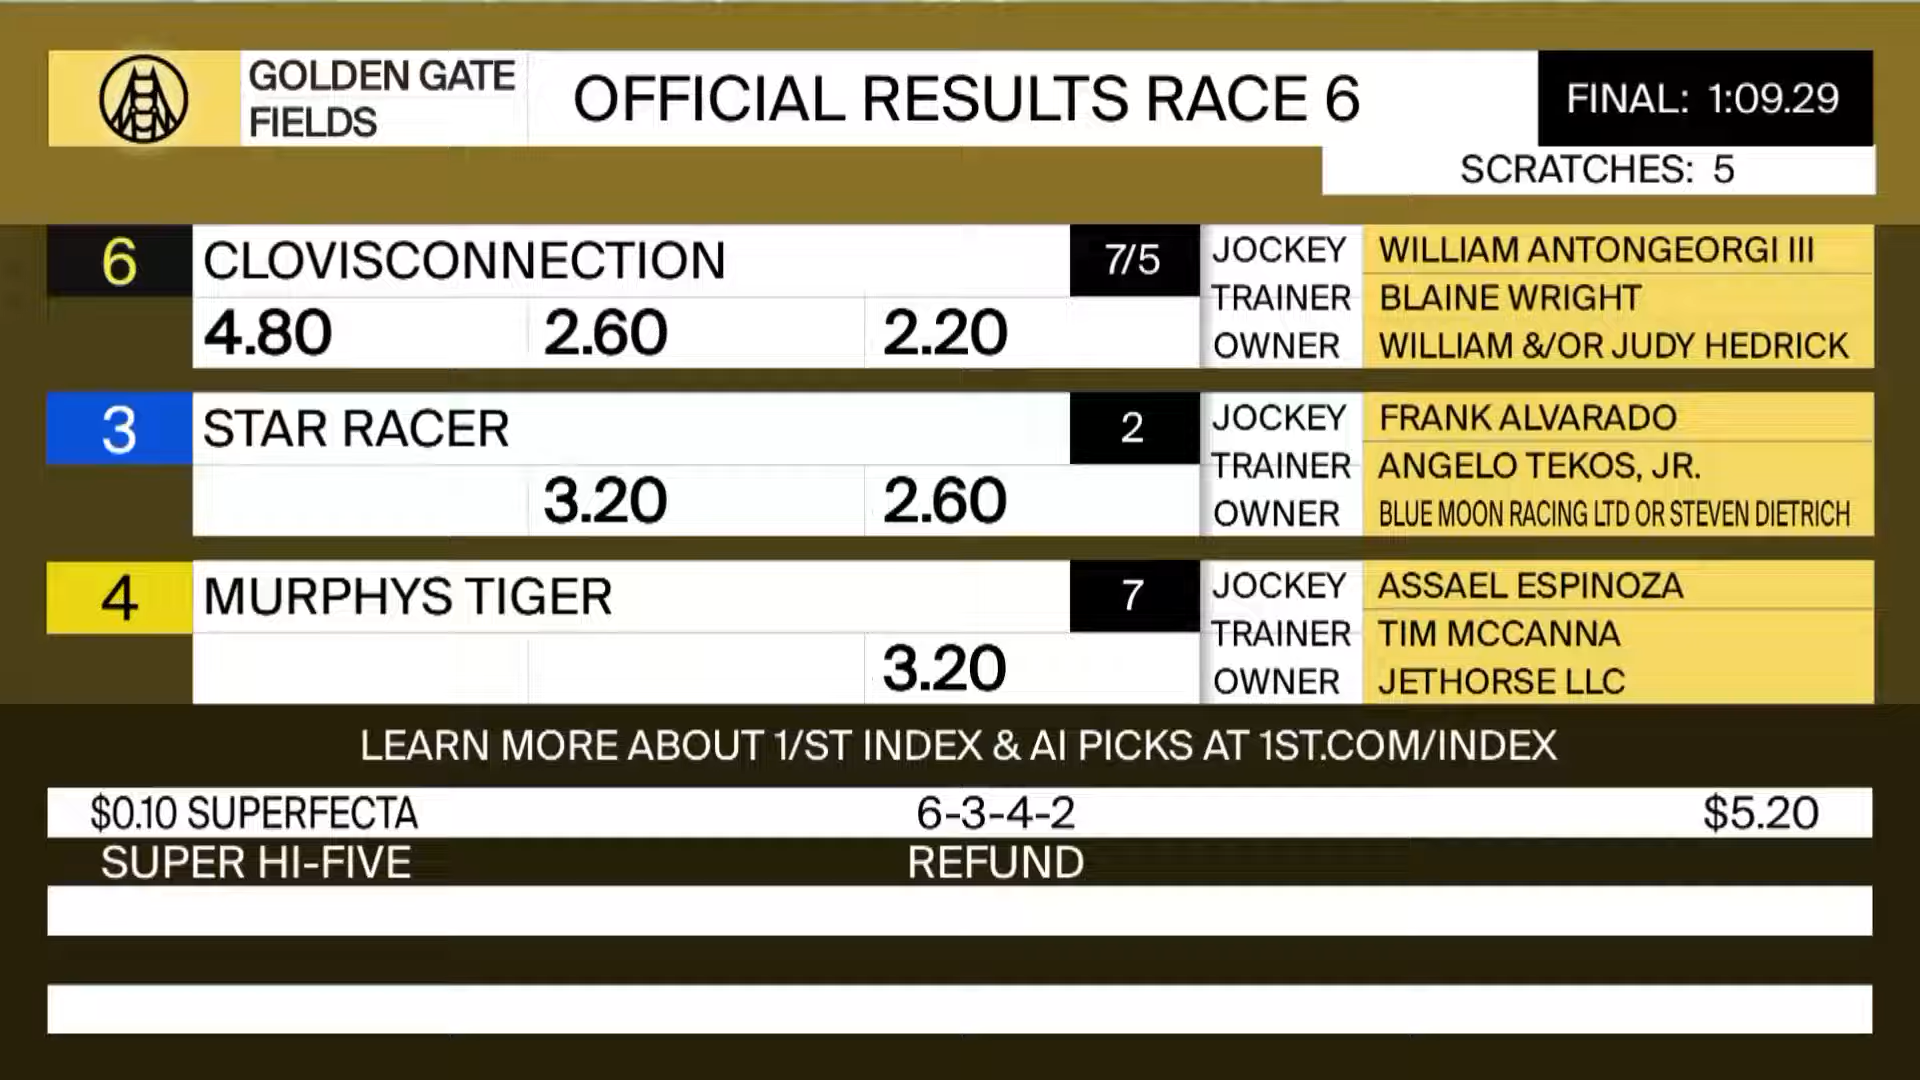 GOLDEN GATE
FIELDS
OFFICIAL RESULTS RACE 6
FINAL: 1:09.29
SCRATCHES: 5
6 CLOVISCONNECTION 7/5
4.80 2.60 2.20
JOCKEY WILLIAM ANTONGEORGI III
TRAINER BLAINE WRIGHT
OWNER WILLIAM &/OR JUDY HEDRICK
3 STAR RACER 2
3.20 2.60
JOCKEY FRANK ALVARADO
TRAINER ANGELO TEKOS, JR.
OWNER BLUE MOON RACING LTD OR STEVEN DIETRICH
4 MURPHYS TIGER 7
3.20
JOCKEY ASSAEL ESPINOZA
TRAINER TIM MCCANNA
OWNER JETHORSE LLC
LEARN MORE ABOUT 1/ST INDEX & AI PICKS AT 1ST.COM/INDEX
$0.10 SUPERFECTA 6-3-4-2 $5.20
SUPER HI-FIVE REFUND